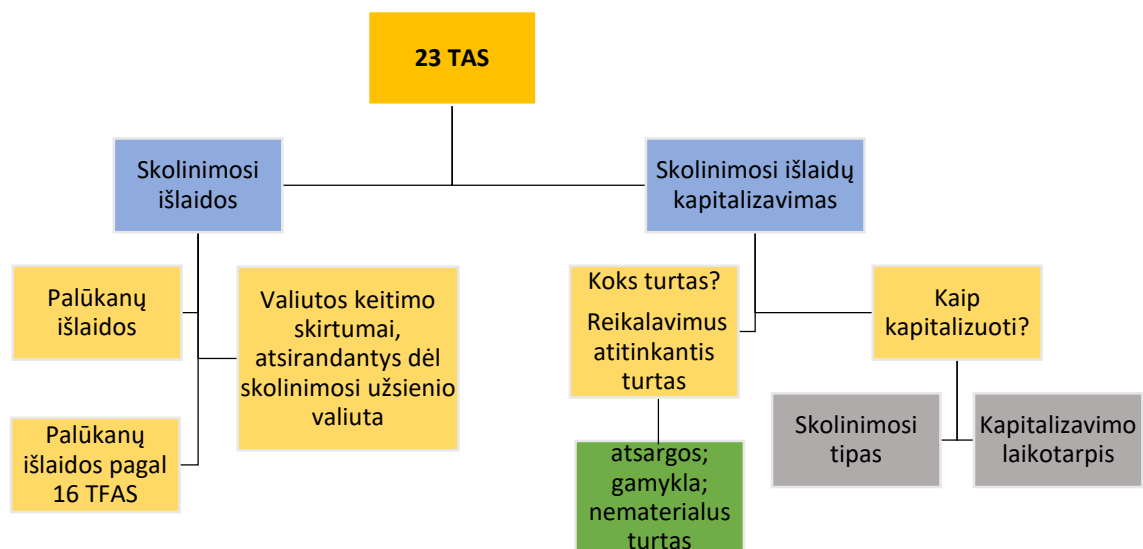 23 TAS
Skolinimosi
išlaidos
Skolinimosi išlaidų
kapitalizavimas
Palūkanų
išlaidos
Valiutos keitimo
skirtumai,
atsirandantys dėl
skolinimosi užsienio
valiuta
Palūkanų
išlaidos pagal
16 TFAS
Koks turtas?
Reikalavimus
atitinkantis
turtas
atsargos;
gamykla;
nematerialus
turtas
Kaip
kapitalizuoti?
Skolinimosi
tipas
Kapitalizavimo
laikotarpis